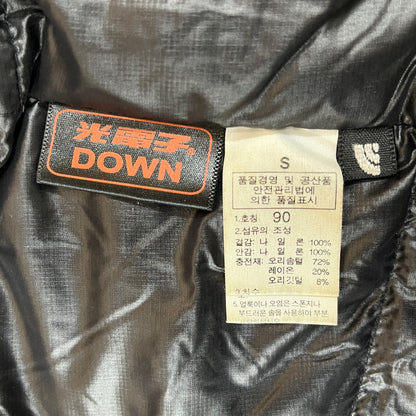 光電子®
DOWN
S
품질경영 및 공산품
안전관리법에
의한 품질표시
1.호칭 90
2.섬유의 조성
겉감: 나 일 론 100%
안감: 나 일 론 100%
충전재: 오리솜털 72%
레이온 20%
오리깃털 8%
5.얼룩이나 오염은 스폰지나
부드러운 솔을 사용하여 부분